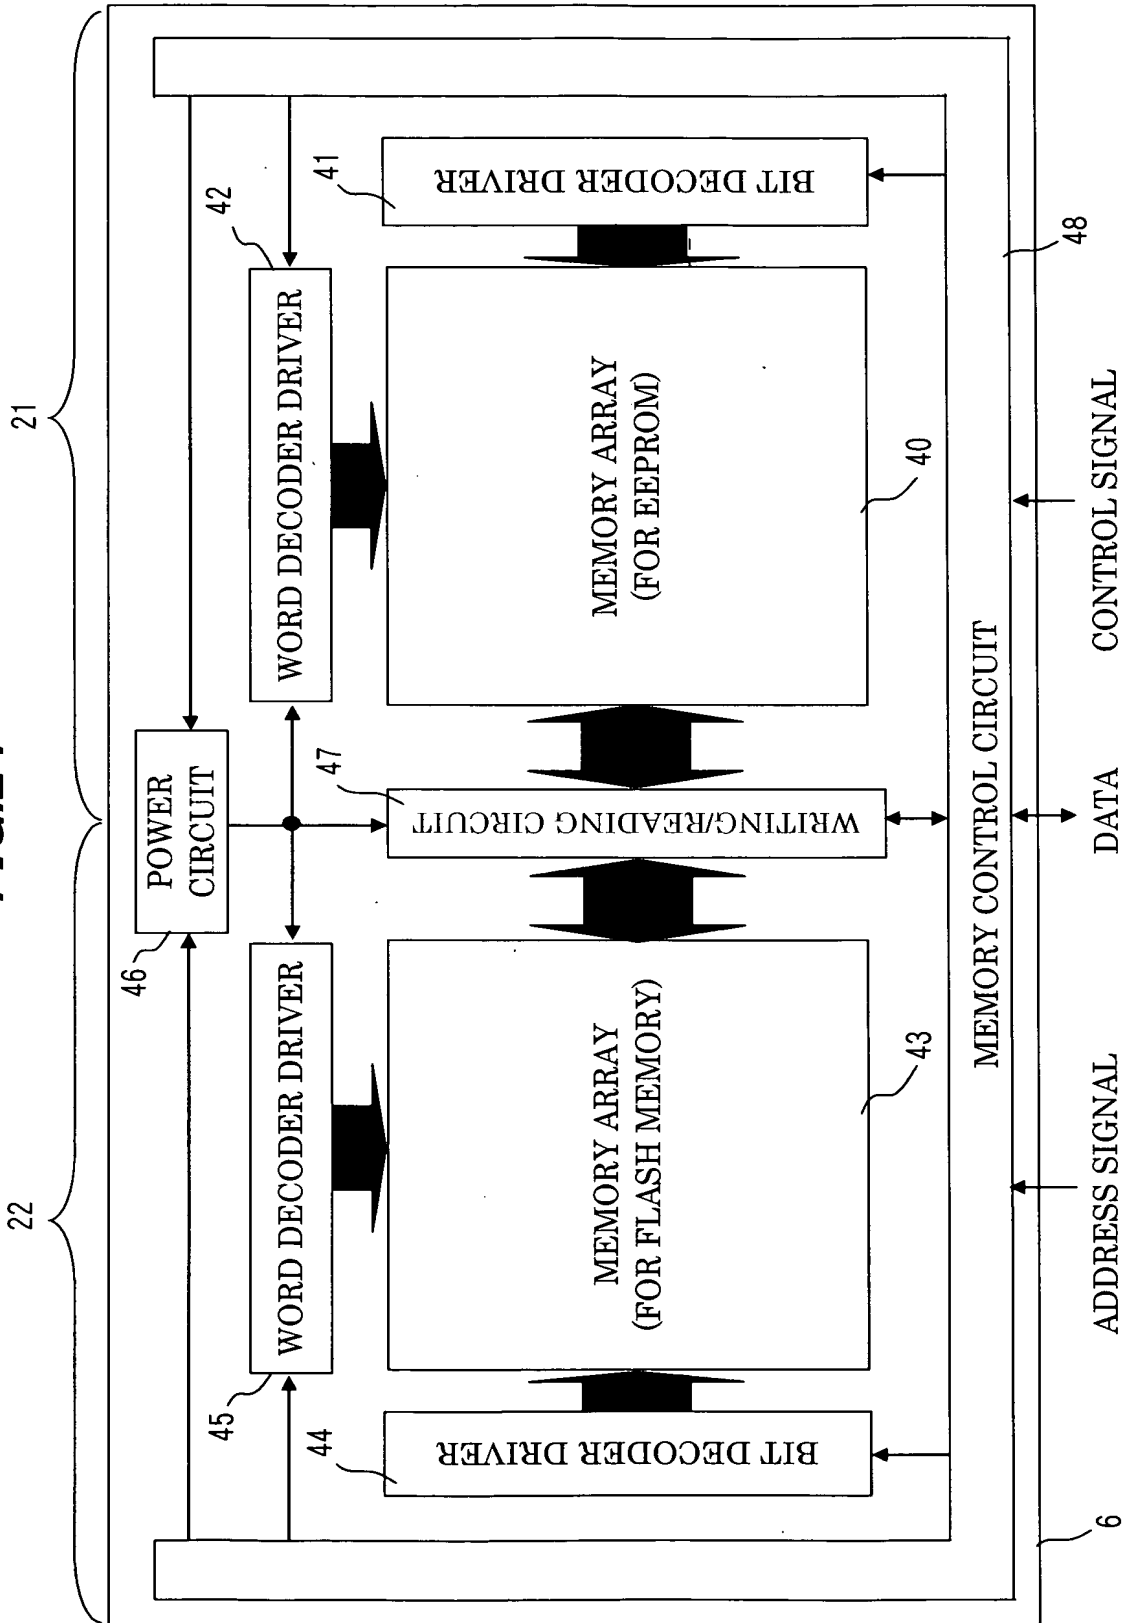 22
21
POWER
CIRCUIT
46
WORD DECODER DRIVER
45
WORD DECODER DRIVER
42
BIT DECODER DRIVER
44
MEMORY ARRAY
(FOR FLASH MEMORY)
43
WRITING/READING CIRCUIT
47
MEMORY ARRAY
(FOR EEPROM)
40
BIT DECODER DRIVER
41
MEMORY CONTROL CIRCUIT
48
6
ADDRESS SIGNAL
DATA
CONTROL SIGNAL